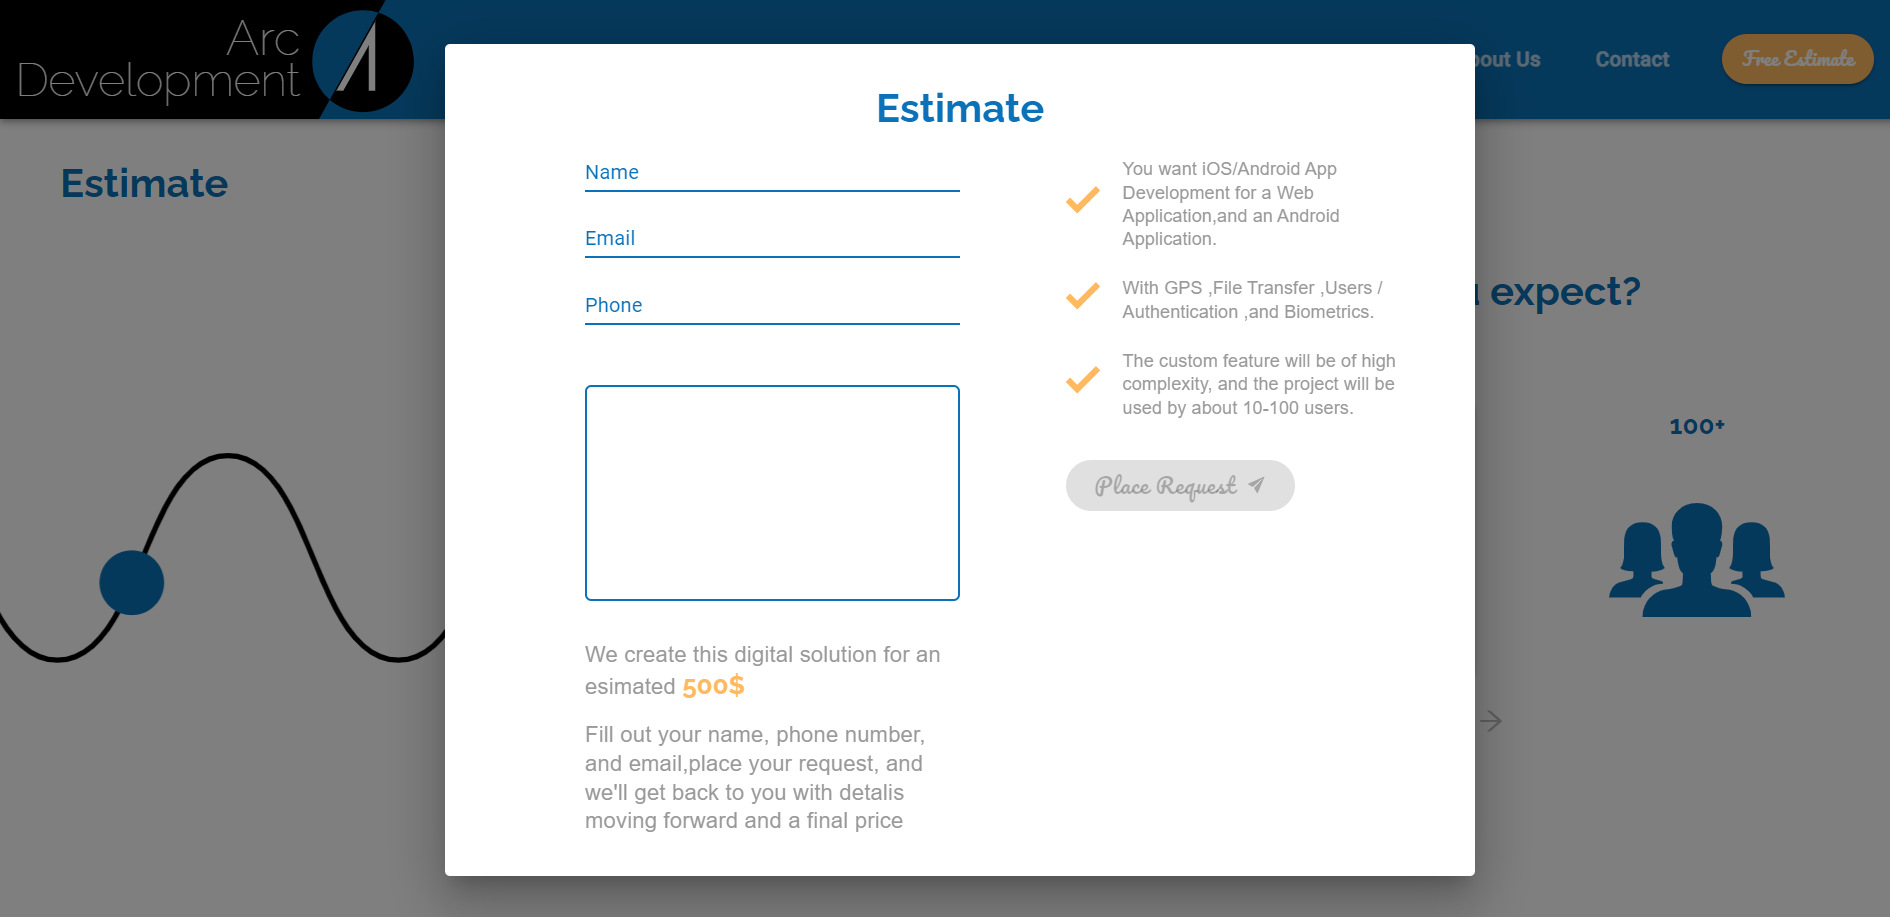 Arc
Development
bout Us
Contact
Free Estimate
Estimate
expect?
100+
Estimate
Name
Email
Phone
We create this digital solution for an
esimated 500$
Fill out your name, phone number,
and email,place your request, and
we'll get back to you with detalis
moving forward and a final price
You want iOS/Android App
Development for a Web
Application,and an Android
Application.
With GPS ,File Transfer ,Users /
Authentication ,and Biometrics.
The custom feature will be of high
complexity, and the project will be
used by about 10-100 users.
Place Request